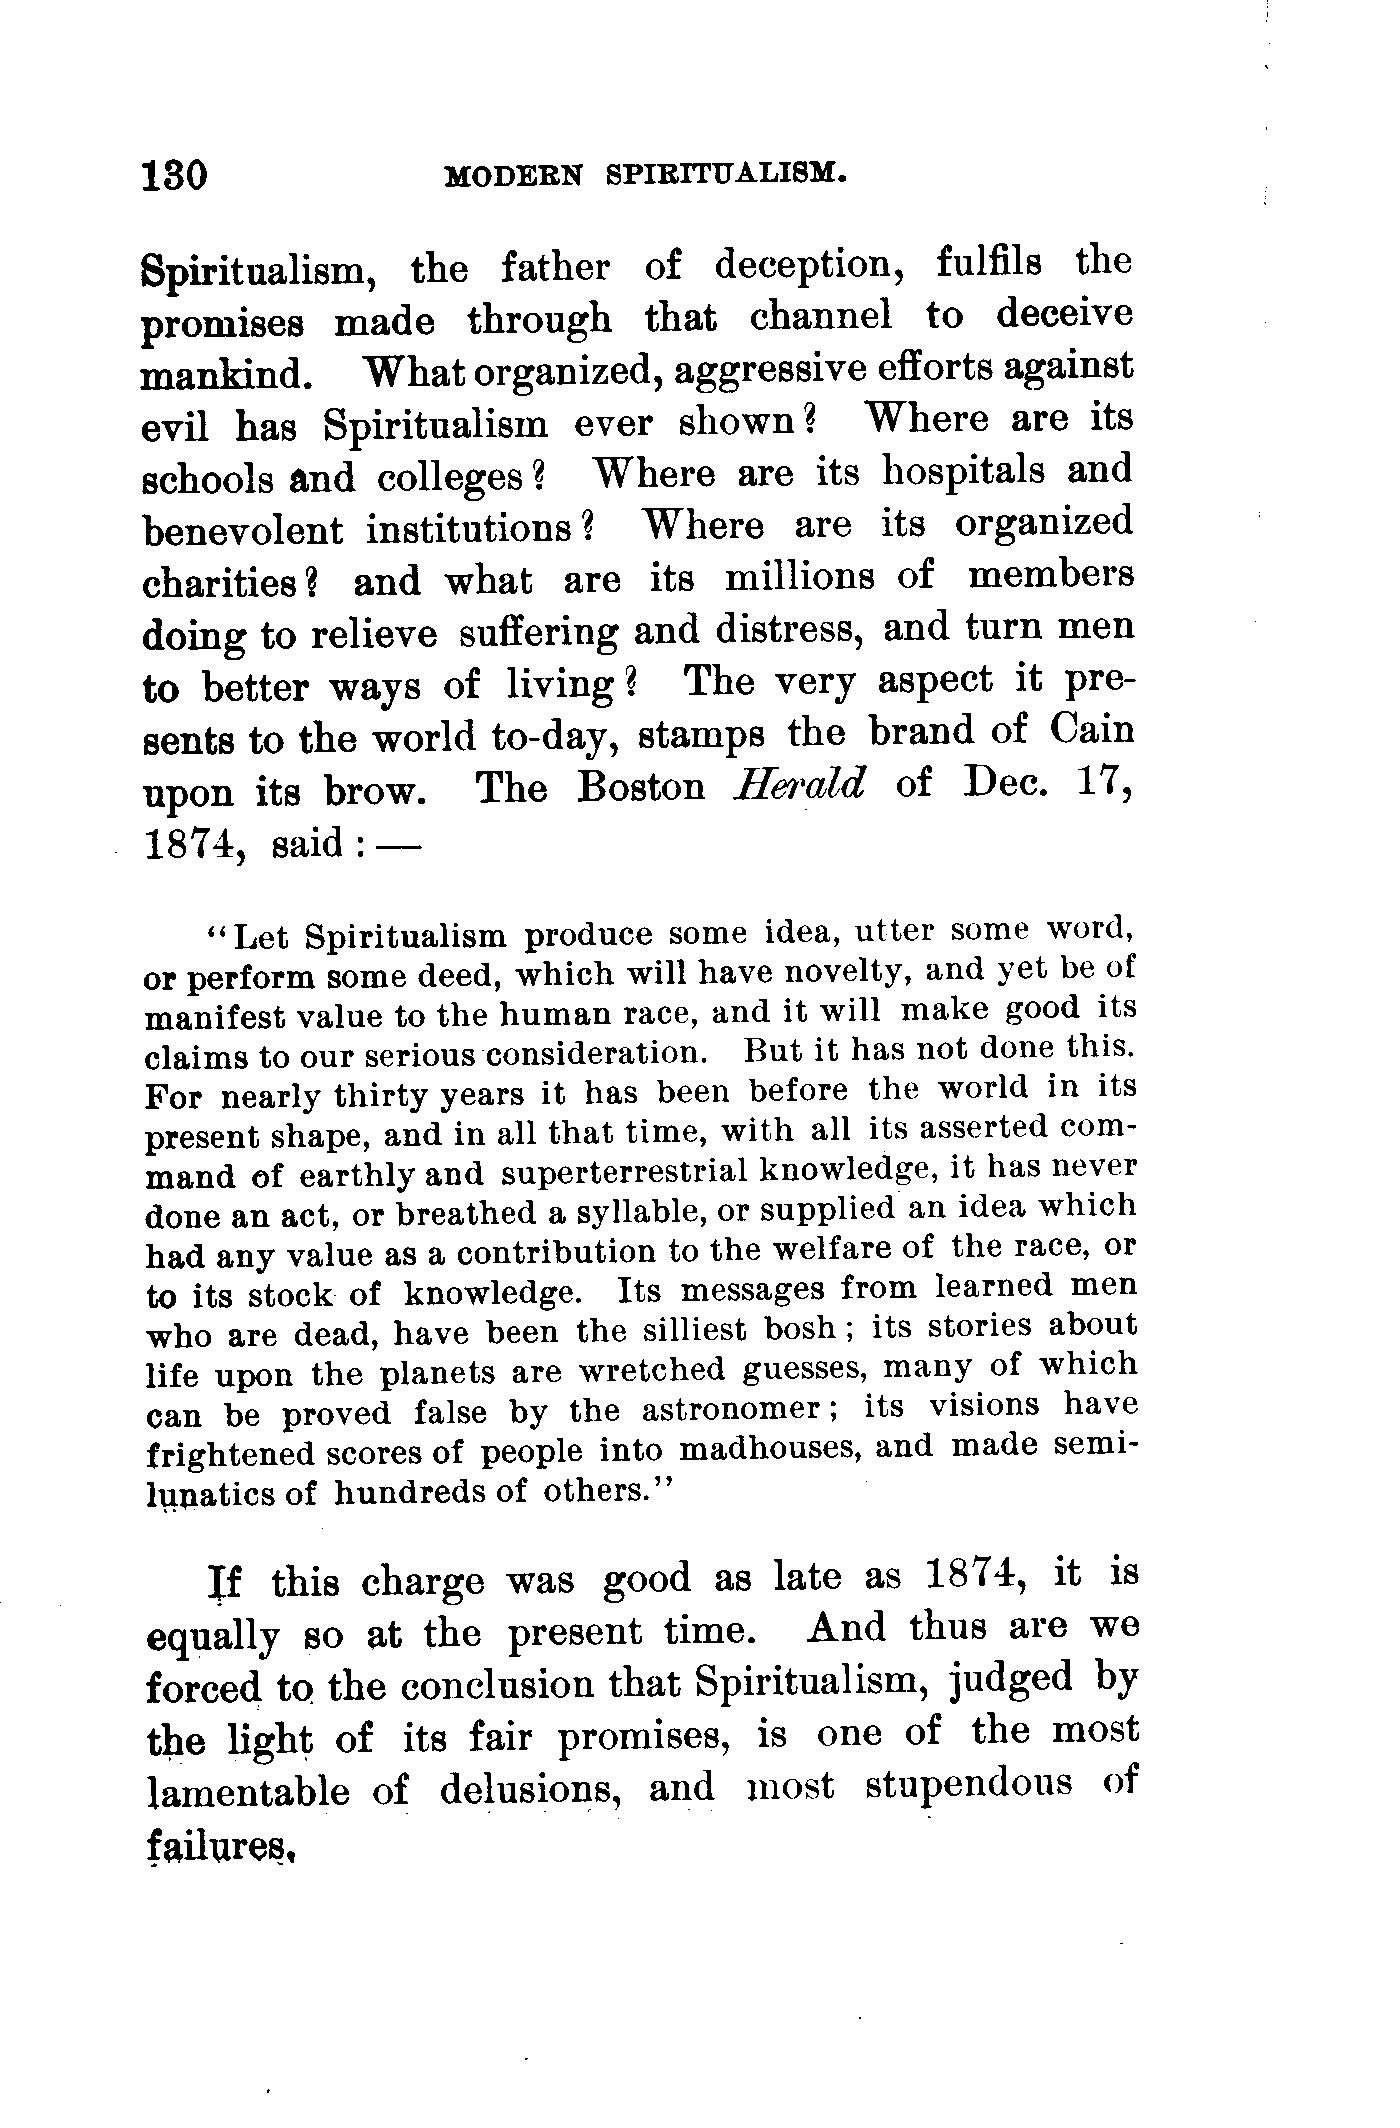 130 MODERN SPIRITUALISM.
Spiritualism, the father of deception, fulfils the
promises made through that channel to deceive
mankind. What organized, aggressive efforts against
evil has Spiritualism ever shown? Where are its
schools and colleges? Where are its hospitals and
benevolent institutions? Where are its organized
charities? and what are its millions of members
doing to relieve suffering and distress, and turn men
to better ways of living? The very aspect it pre-
sents to the world to-day, stamps the brand of Cain
upon its brow. The Boston Herald of Dec. 17,
1874, said:—
"Let Spiritualism produce some idea, utter some word,
or perform some deed, which will have novelty, and yet be of
manifest value to the human race, and it will make good its
claims to our serious consideration. But it has not done this.
For nearly thirty years it has been before the world in its
present shape, and in all that time, with all its asserted com-
mand of earthly and superterrestrial knowledge, it has never
done an act, or breathed a syllable, or supplied an idea which
had any value as a contribution to the welfare of the race, or
to its stock of knowledge. Its messages from learned men
who are dead, have been the silliest bosh; its stories about
life upon the planets are wretched guesses, many of which
can be proved false by the astronomer; its visions have
frightened scores of people into madhouses, and made semi-
lunatics of hundreds of others."
If this charge was good as late as 1874, it is
equally so at the present time. And thus are we
forced to the conclusion that Spiritualism, judged by
the light of its fair promises, is one of the most
lamentable of delusions, and most stupendous of
failures.